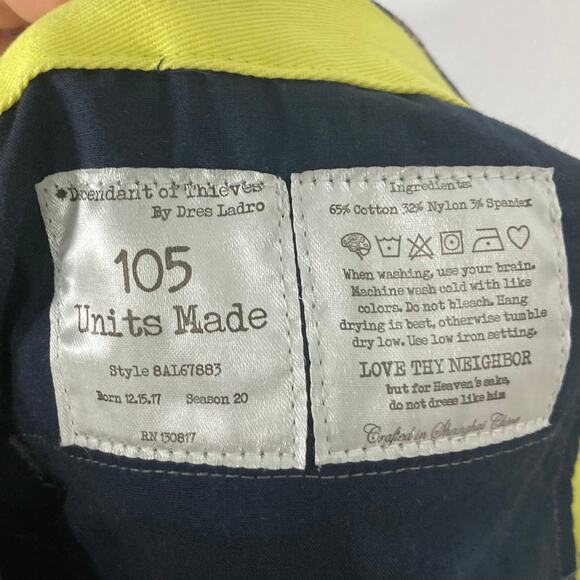 Dcendant of Thieves
By Dres Ladro
105
Units Made
Style 8AL67883
Born 12.15.17 Season 20
RN 130817
Ingredients:
65% Cotton 32% Nylon 3% Spandex
When washing, use your brain.
Machine wash cold with like
colors. Do not bleach. Hang
drying is best, otherwise tumble
dry low. Use low iron setting.
LOVE THY NEIGHBOR
but for Heaven's sake,
do not dress like him
Crafted in Shanghai China